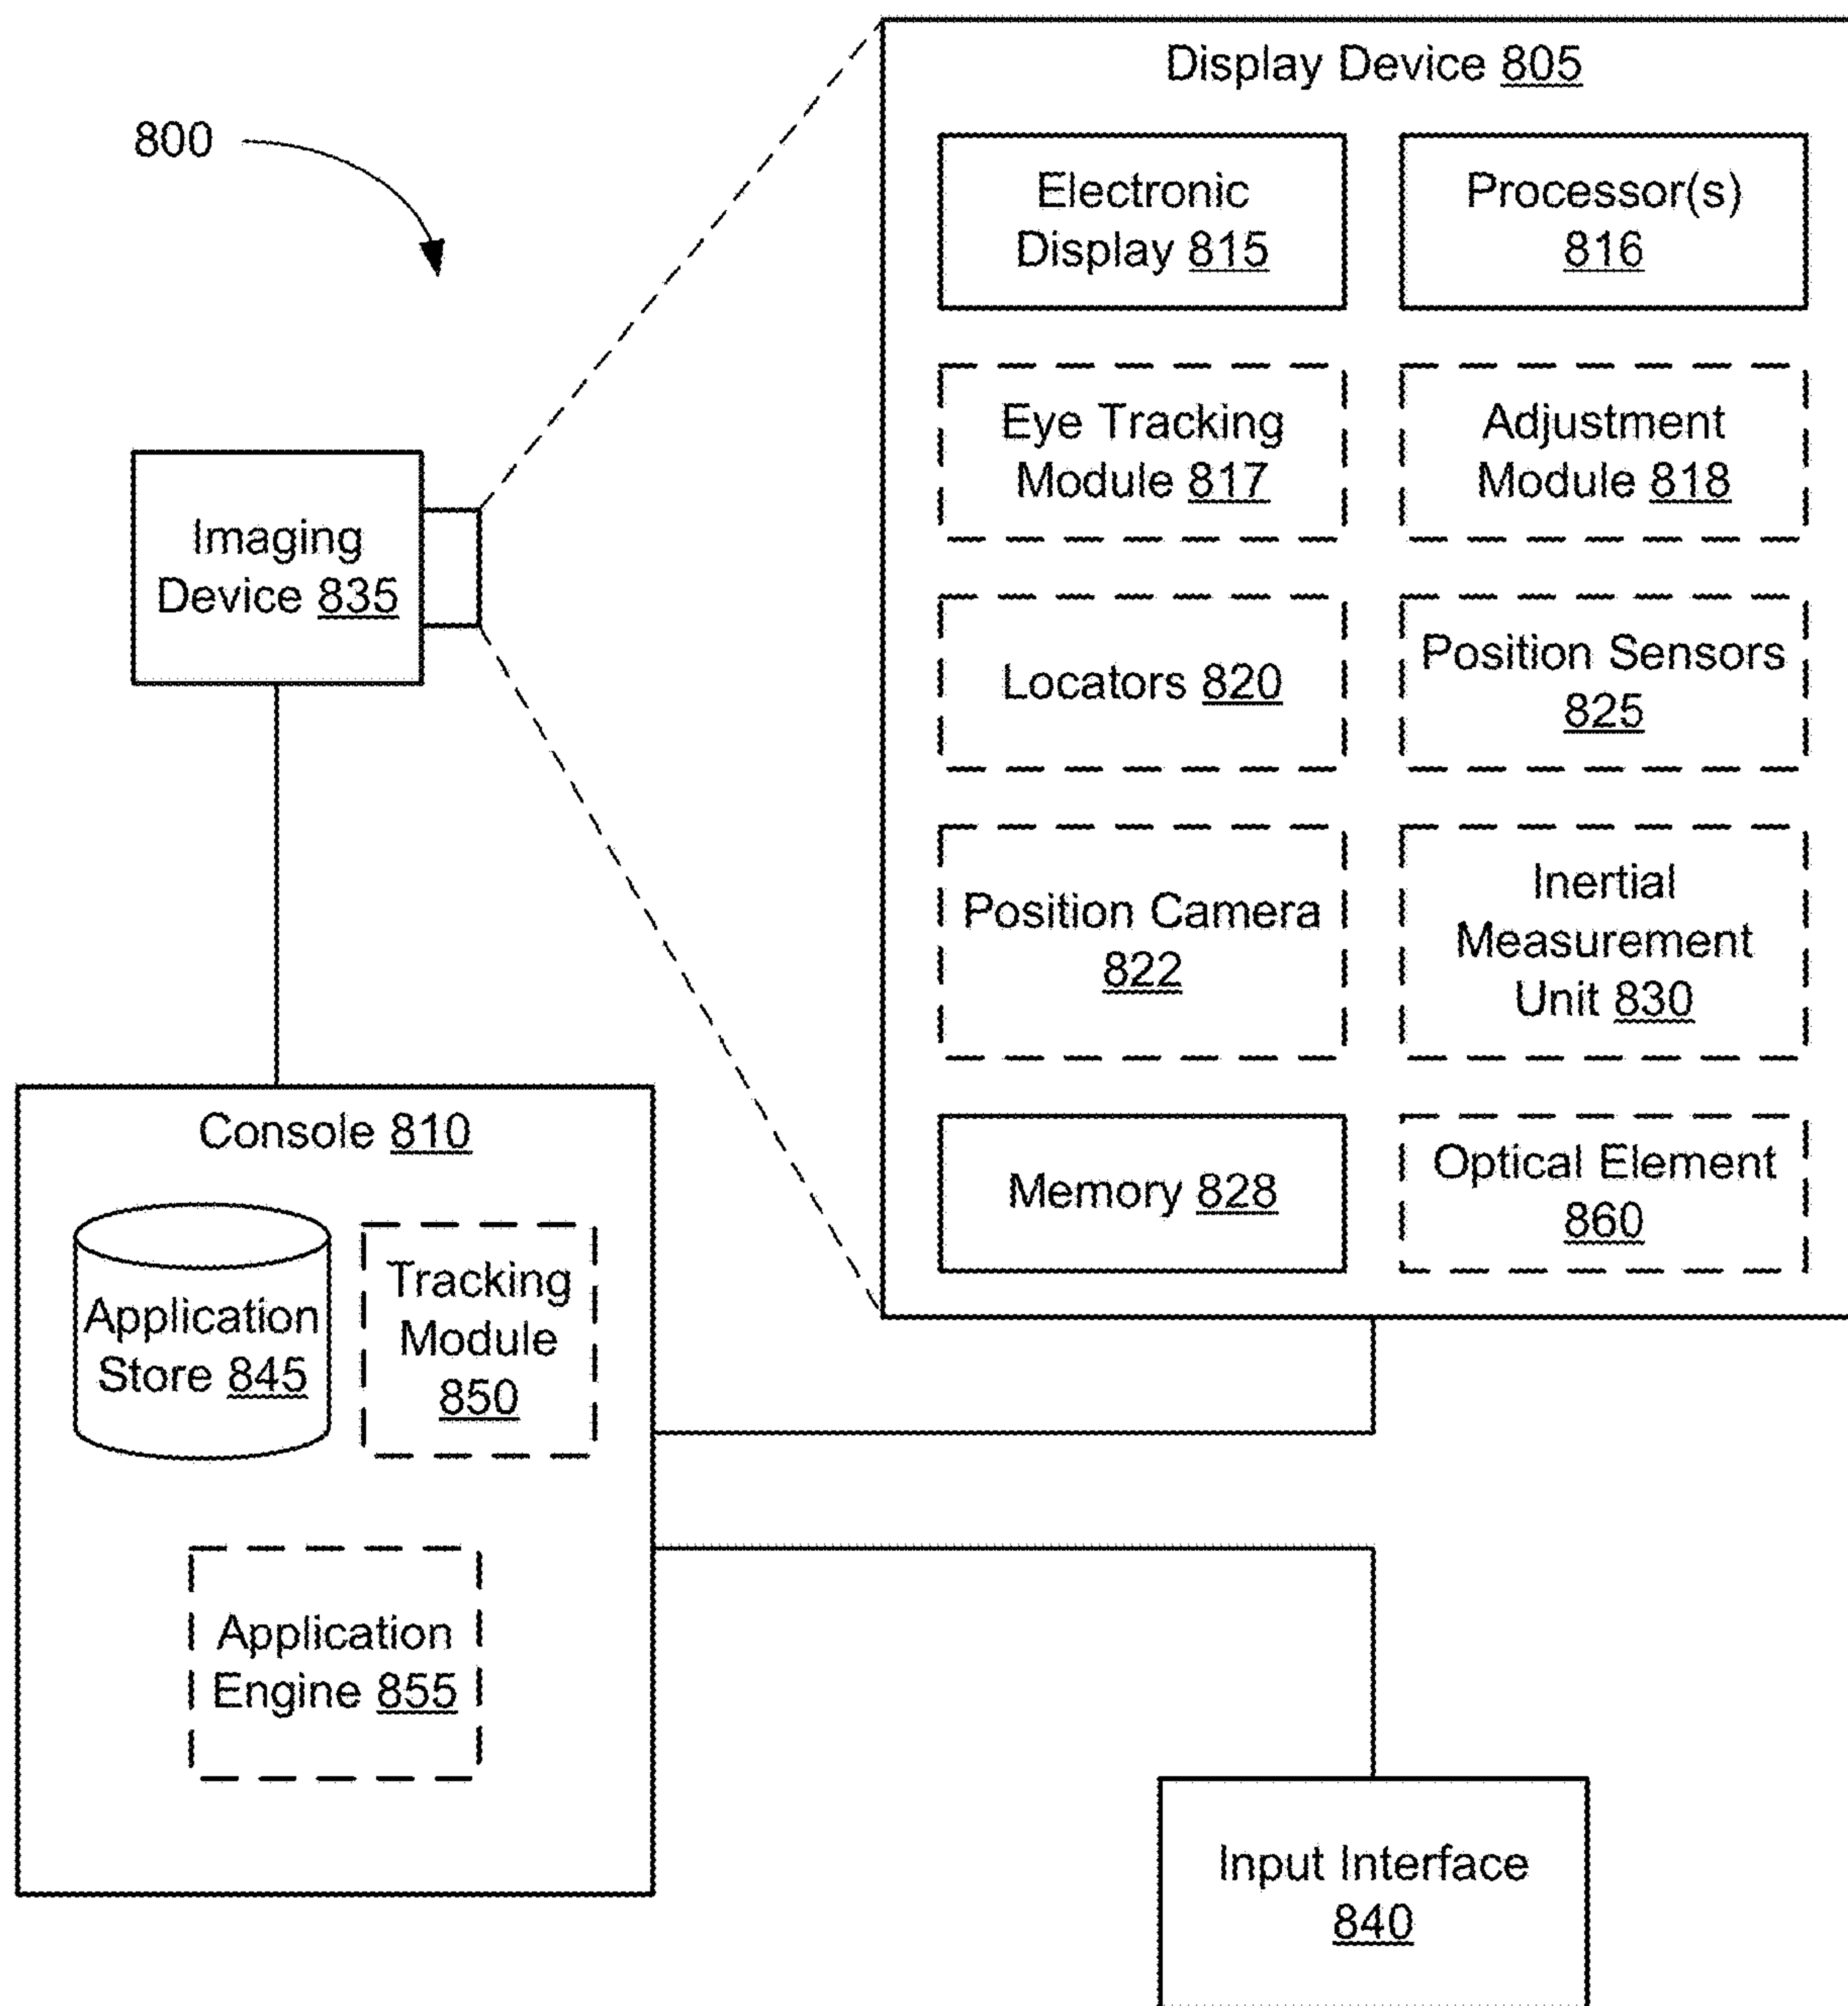 800
Display Device 805
Electronic
Display 815
Processor(s)
816
Eye Tracking
Module 817
Adjustment
Module 818
Imaging
Device 835
Locators 820
Position Sensors
825
Position Camera
822
Inertial
Measurement
Unit 830
Memory 828
Optical Element
860
Console 810
Application
Store 845
Tracking
Module
850
Application
Engine 855
Input Interface
840